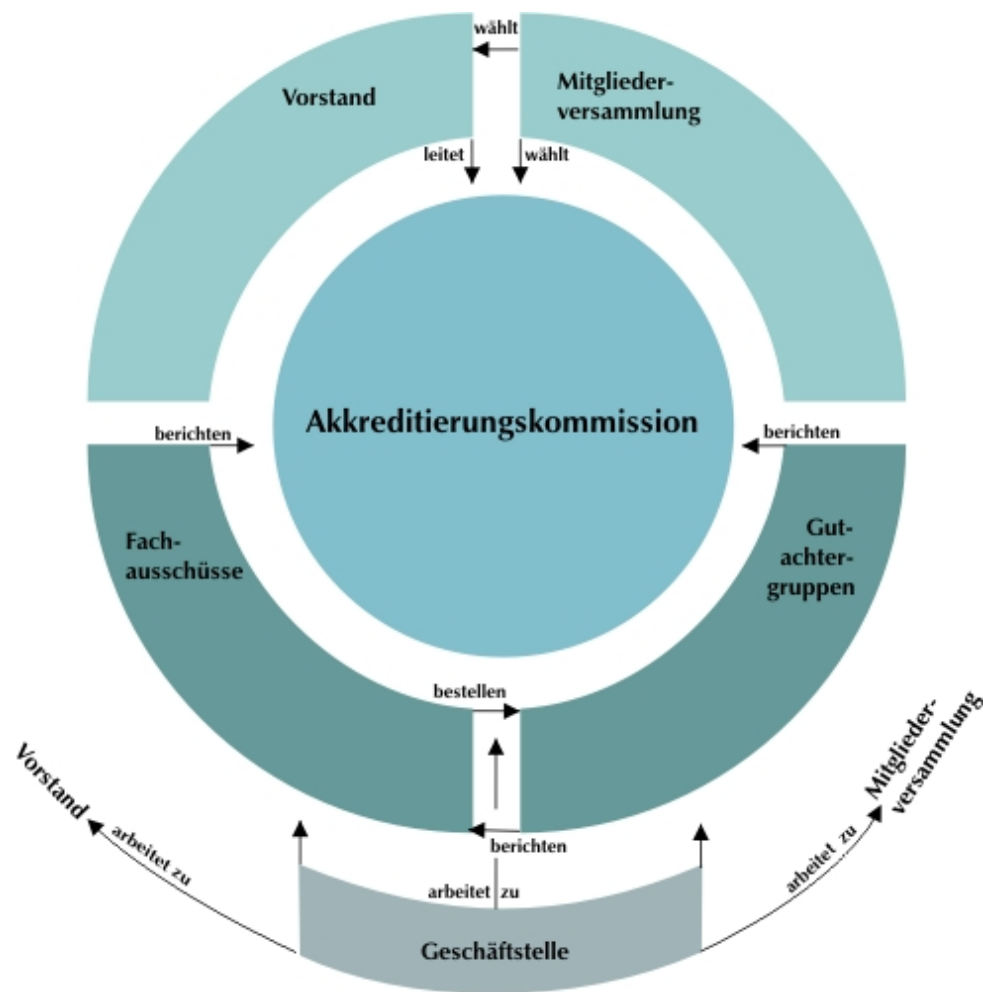 wählt
Vorstand
Mitglieder-
versammlung
leitet
wählt
Akkreditierungskommission
berichten
berichten
Fach-
ausschüsse
Gut-
achter-
gruppen
bestellen
Vorstand
Mitglieder-
versammlung
arbeitet zu
berichten
arbeitet zu
arbeitet zu
Geschäftstelle